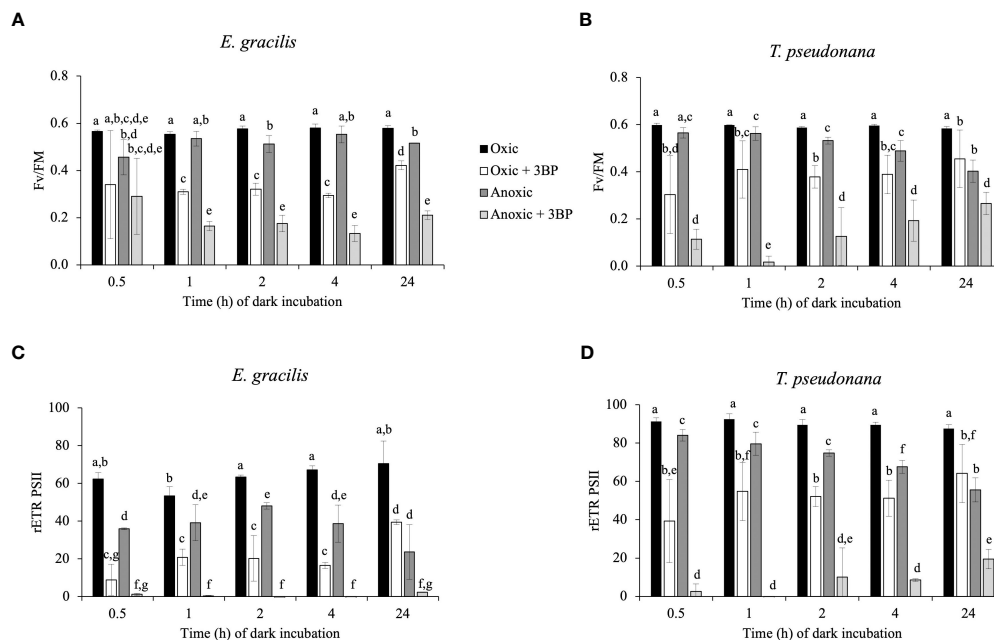 A
E. gracilis
0.8
0.6
0.4
0.2
0.0
Fv/FM
a a,b,c,d,e b,d b,c,d,e
a c a,b e
a c b e
a c a,b e
a d b e
0.5 1 2 4 24
Time (h) of dark incubation
Oxic
Oxic + 3BP
Anoxic
Anoxic + 3BP
B
T. pseudonana
0.8
0.6
0.4
0.2
0.0
Fv/FM
a b,d a,c d
a b,c c e
a b c d
a b,c c d
a b b d
0.5 1 2 4 24
Time (h) of dark incubation
C
E. gracilis
100
80
60
40
20
0
rETR PSII
a,b c,g d f,g
b c d,e f
a c e f
a c d,e f
a,b d d f,g
0.5 1 2 4 24
Time (h) of dark incubation
D
T. pseudonana
100
80
60
40
20
0
rETR PSII
a b,e c d
a b,f c d
a b c d,e
a b f d
a b,f b e
0.5 1 2 4 24
Time (h) of dark incubation